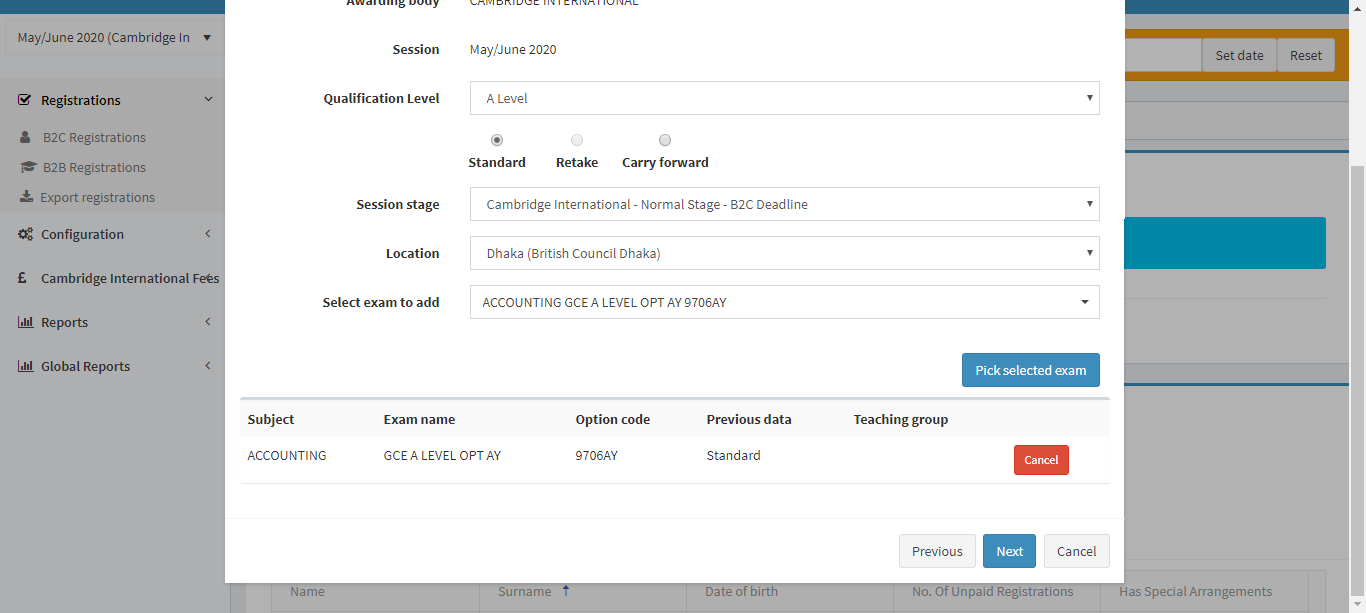 Awarding body CAMBRIDGE INTERNATIONAL
May/June 2020 (Cambridge In
Session May/June 2020
Set date Reset
Registrations
Qualification Level A Level
B2C Registrations
Standard Retake Carry forward
B2B Registrations
Export registrations
Session stage Cambridge International - Normal Stage - B2C Deadline
Configuration
Location Dhaka (British Council Dhaka)
£ Cambridge International Fees
Select exam to add ACCOUNTING GCE A LEVEL OPT AY 9706AY
Reports
Global Reports
Pick selected exam
Subject Exam name Option code Previous data Teaching group
ACCOUNTING GCE A LEVEL OPT AY 9706AY Standard Cancel
Previous Next Cancel
Name Surname Date of birth No. Of Unpaid Registrations Has Special Arrangements